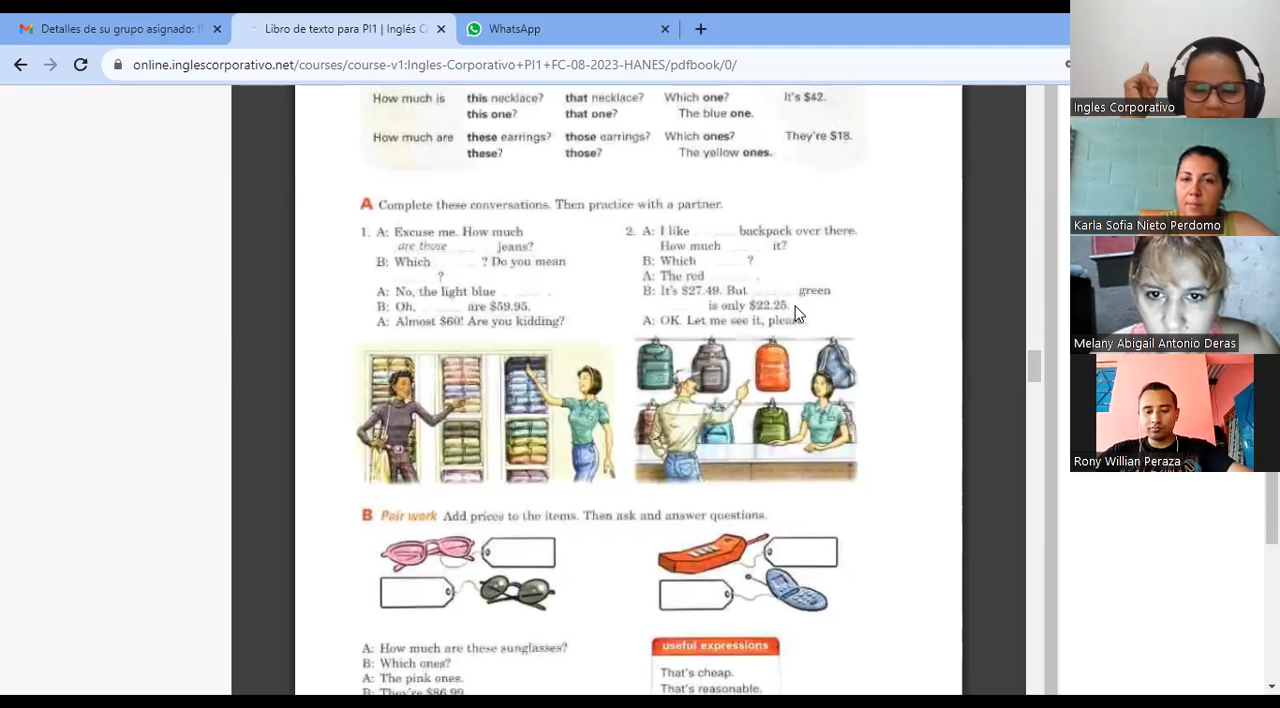 Detalles de su grupo asignado: I
Libro de texto para PI1 | Inglés C
WhatsApp
online.inglescorporativo.net/courses/course-v1:Ingles-Corporativo+PI1+FC-08-2023-HANES/pdfbook/0/
How much is this necklace? that necklace? Which one? It's $42.
this one? that one? The blue one.
How much are these earrings? those earrings? Which ones? They're $18.
these? those? The yellow ones.
A Complete these conversations. Then practice with a partner.
1. A: Excuse me. How much
are those jeans?
B: Which ? Do you mean
?
A: No, the light blue .
B: Oh, are $59.95.
A: Almost $60! Are you kidding?
2. A: I like backpack over there.
How much it?
B: Which ?
A: The red .
B: It's $27.49. But green
is only $22.25.
A: OK. Let me see it, please.
B Pair work Add prices to the items. Then ask and answer questions.
A: How much are these sunglasses?
B: Which ones?
A: The pink ones.
B: They're $86.99.
useful expressions
That's cheap.
That's reasonable.
Ingles Corporativo
Karla Sofia Nieto Perdomo
Melany Abigail Antonio Deras
Rony Willian Peraza